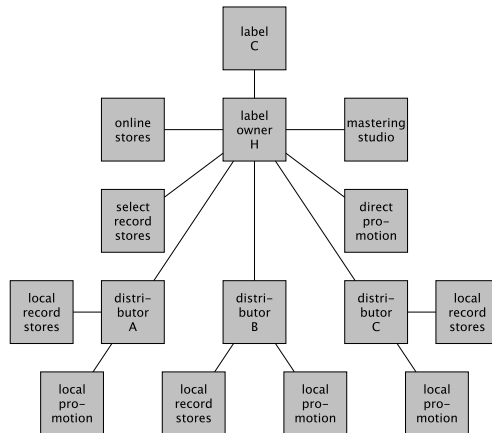 label
C
online
stores
label
owner
H
mastering
studio
select
record
stores
direct
pro-
motion
local
record
stores
distri-
butor
A
distri-
butor
B
distri-
butor
C
local
record
stores
local
pro-
motion
local
record
stores
local
pro-
motion
local
pro-
motion